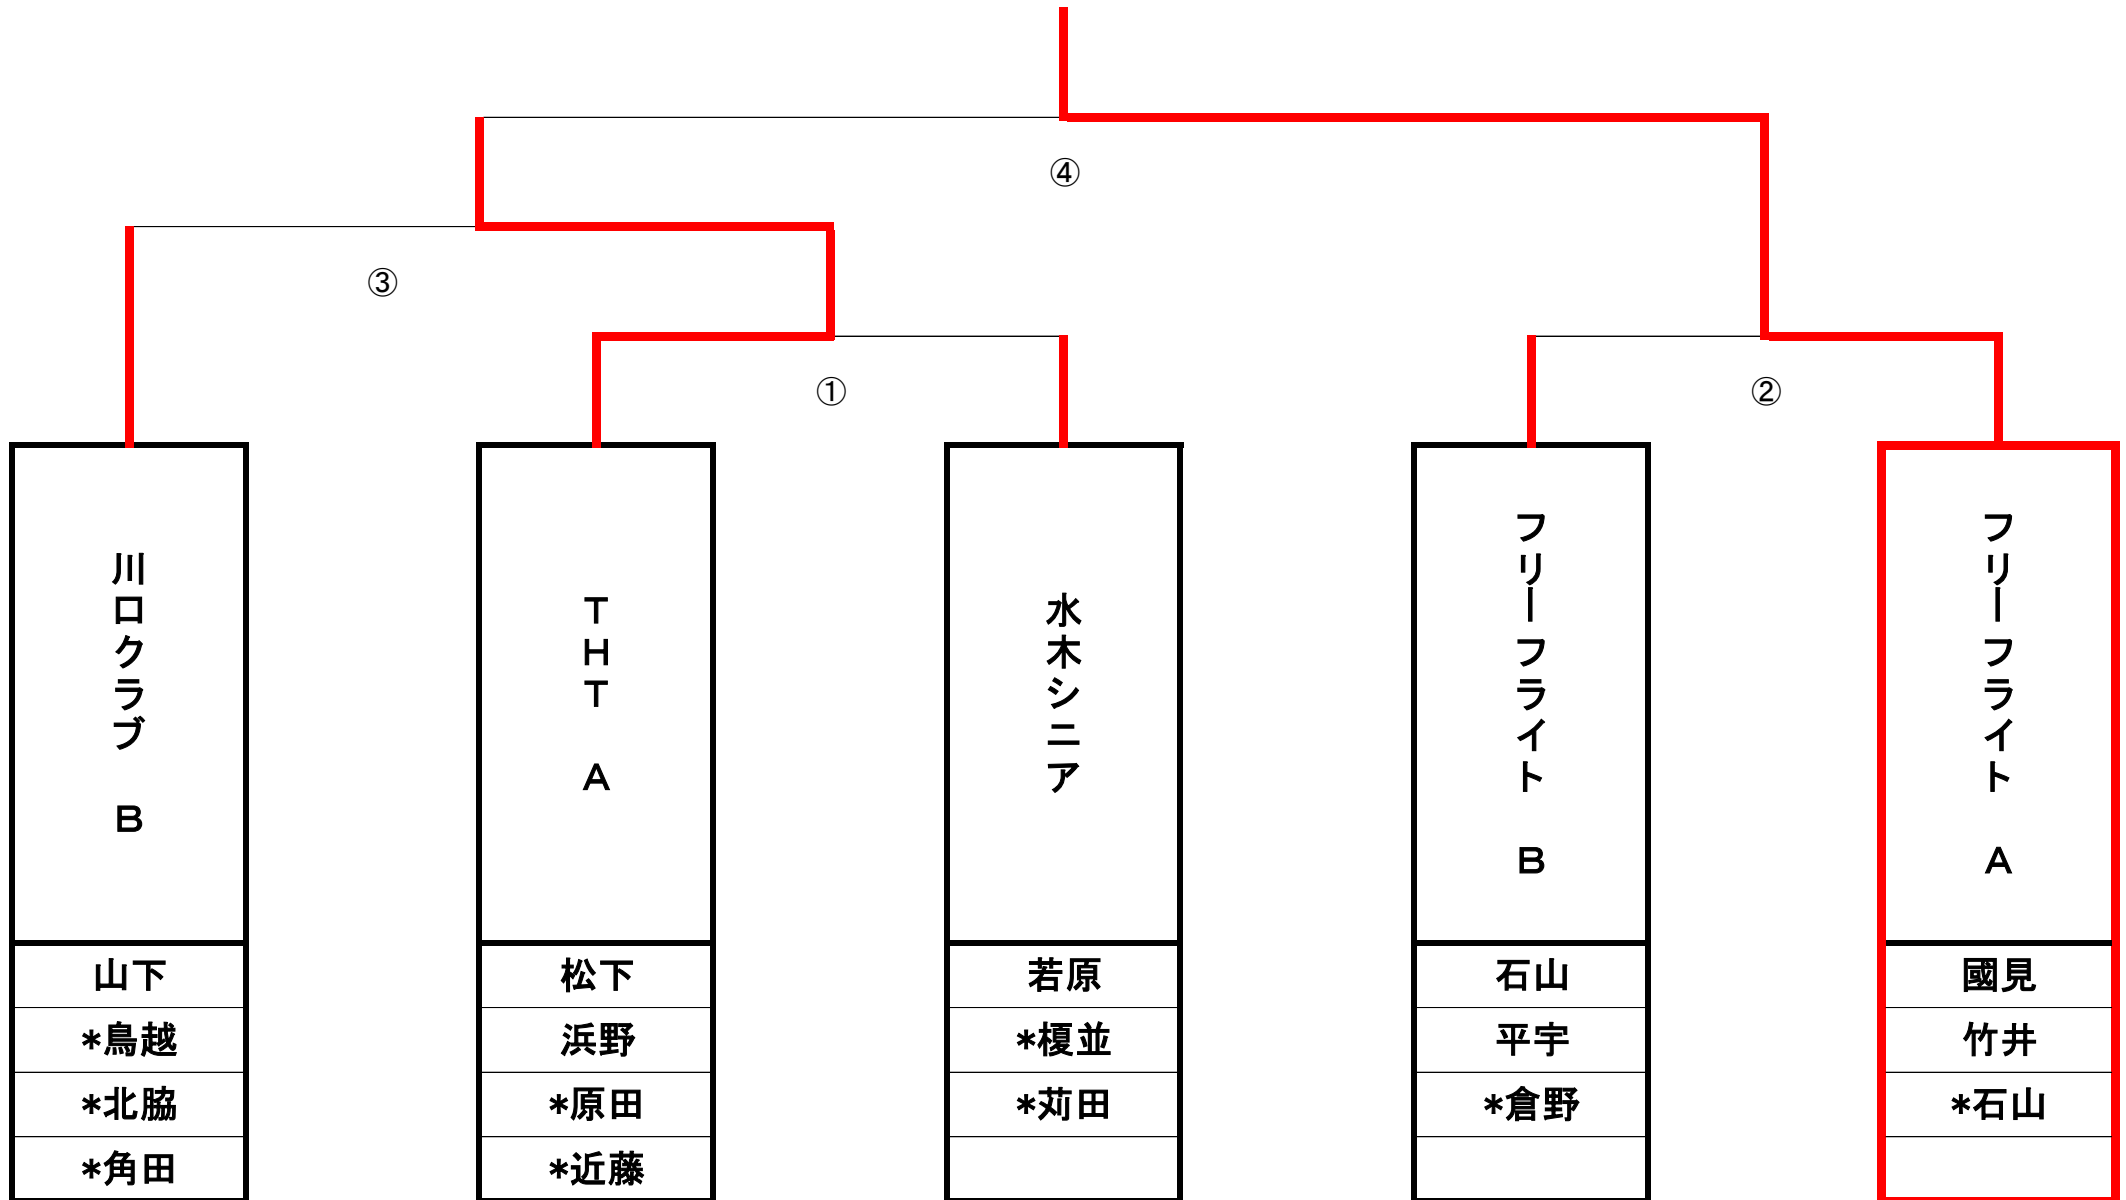 ④
③
①
②
川口クラブ B
THT A
水木シニア
フリーフライト B
フリーフライト A
山下
*鳥越
*北脇
*角田
松下
浜野
*原田
*近藤
若原
*榎並
*苅田
石山
平宇
*倉野
國見
竹井
*石山